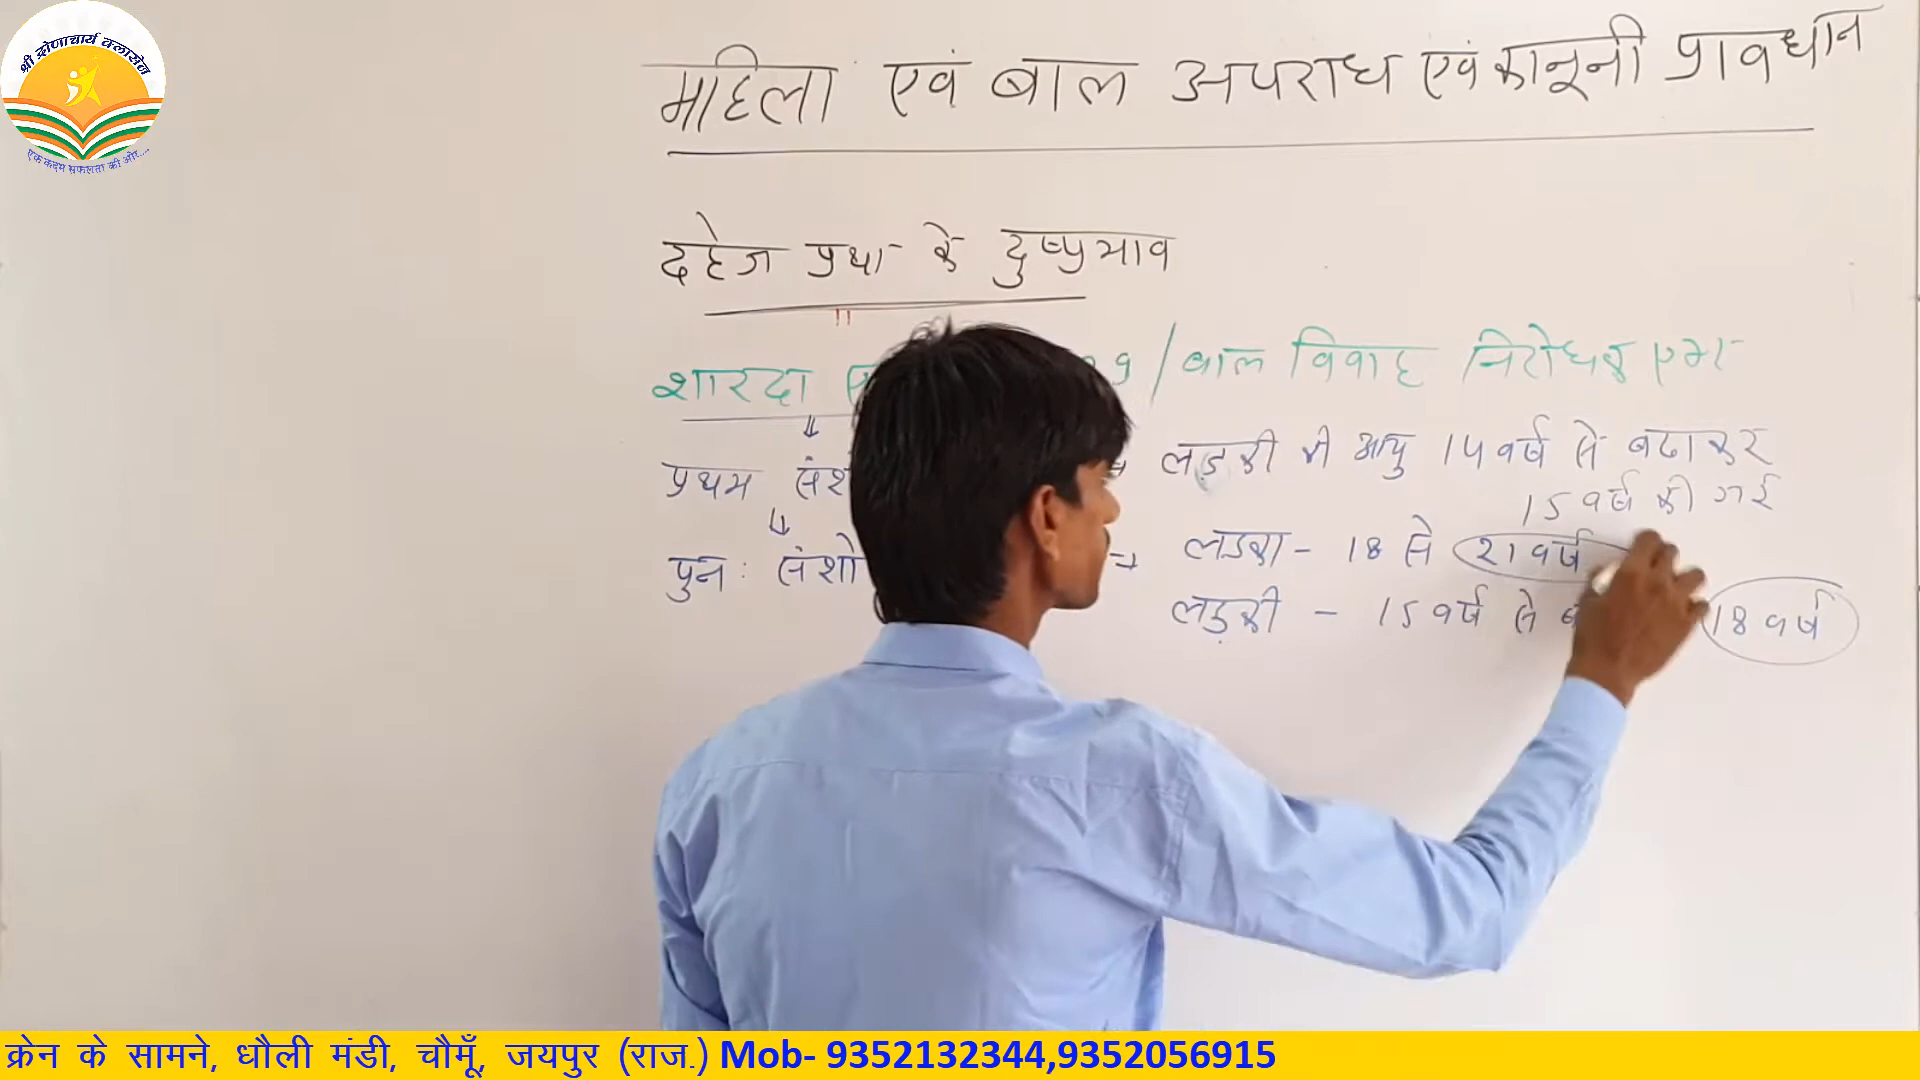 श्री द्रोणाचार्य क्लासेज
एक कदम सफलता की ओर....
महिला एवं बाल अपराध एवं कानूनी प्रावधान
दहेज प्रथा के दुष्प्रभाव
शारदा / बाल विवाह निरोधक एक्ट
प्रथम लड़की की आयु 14 वर्ष से बढाकर
15 वर्ष की गई
पुन: संशो → लडका - 18 से 21 वर्ष
लड़की - 15 वर्ष से 18 वर्ष
क्रेन के सामने, धौली मंडी, चौमूँ, जयपुर (राज.) Mob- 9352132344,9352056915